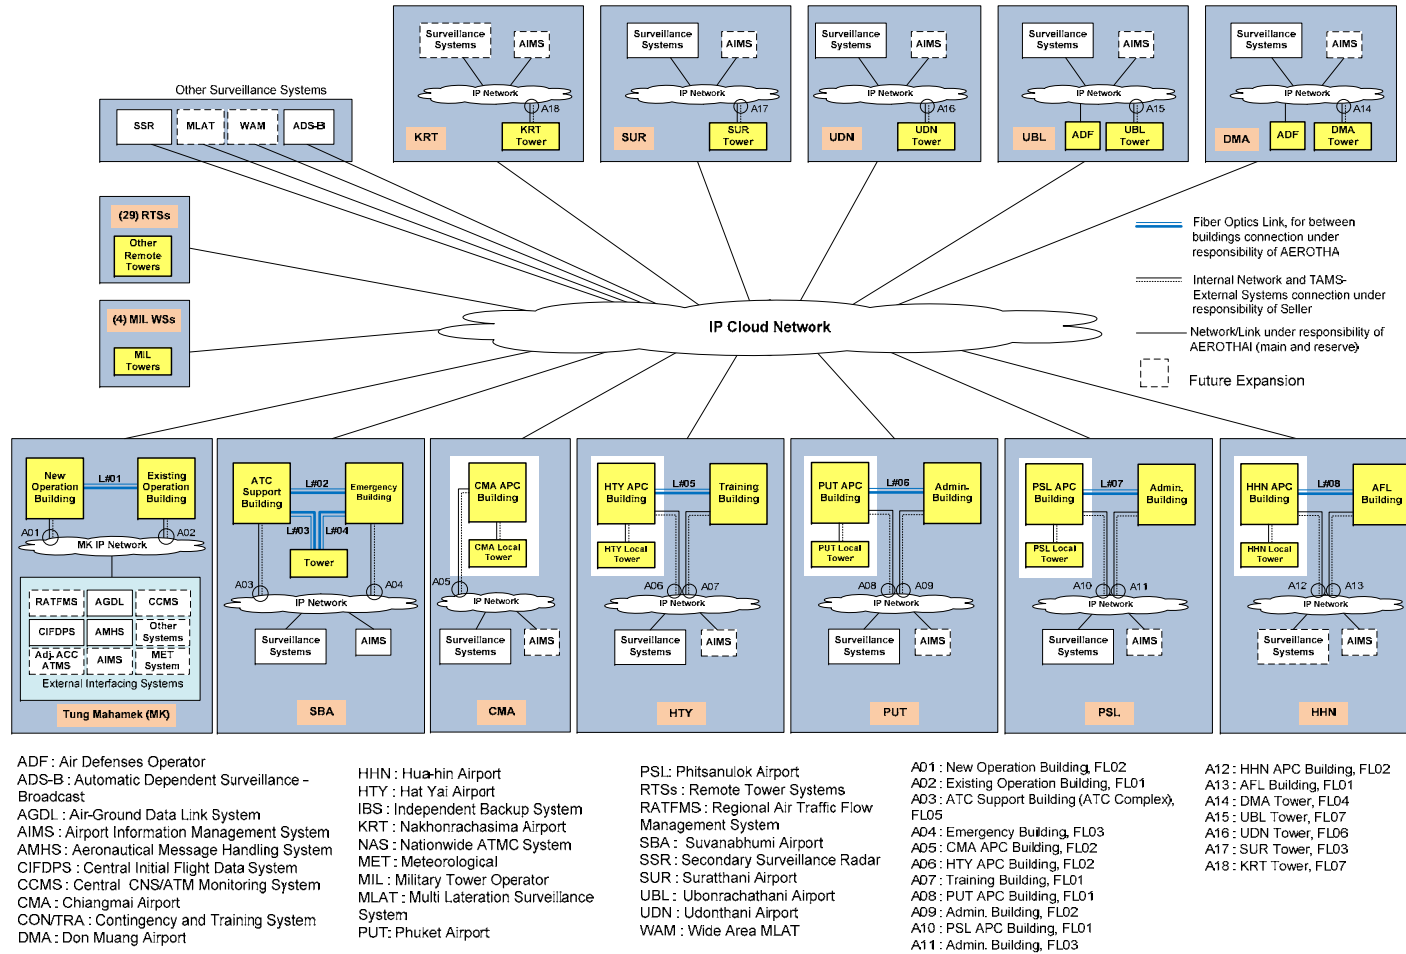 Surveillance
Systems
AIMS
IP Network
A18
KRT
KRT
Tower
Surveillance
Systems
AIMS
IP Network
A17
SUR
SUR
Tower
Surveillance
Systems
AIMS
IP Network
A16
UDN
UDN
Tower
Surveillance
Systems
AIMS
IP Network
A15
UBL
ADF
UBL
Tower
Surveillance
Systems
AIMS
IP Network
A14
DMA
ADF
DMA
Tower
Other Surveillance Systems
SSR
MLAT
WAM
ADS-B
(29) RTSs
Other
Remote
Towers
(4) MIL WSs
MIL
Towers
IP Cloud Network
Fiber Optics Link, for between
buildings connection under
responsibility of AEROTHA
Internal Network and TAMS-
External Systems connection under
responsibility of Seller
Network/Link under responsibility of
AEROTHAI (main and reserve)
Future Expansion
New
Operation
Building
L#01
Existing
Operation
Building
A01
A02
MK IP Network
RATFMS
AGDL
CCMS
CIFDPS
AMHS
Other
Systems
Adj-ACC
ATMS
AIMS
MET
System
External Interfacing Systems
Tung Mahamek (MK)
ATC
Support
Building
L#02
Emergency
Building
L#03
L#04
Tower
A03
A04
IP Network
Surveillance
Systems
AIMS
SBA
CMA APC
Building
CMA Local
Tower
A05
IP Network
Surveillance
Systems
AIMS
CMA
HTY APC
Building
L#05
Training
Building
HTY Local
Tower
A06
A07
IP Network
Surveillance
Systems
AIMS
HTY
PUT APC
Building
L#06
Admin.
Building
PUT Local
Tower
A08
A09
IP Network
Surveillance
Systems
AIMS
PUT
PSL APC
Building
L#07
Admin.
Building
PSL Local
Tower
A10
A11
IP Network
Surveillance
Systems
AIMS
PSL
HHN APC
Building
L#08
AFL
Building
HHN Local
Tower
A12
A13
IP Network
Surveillance
Systems
AIMS
HHN
ADF : Air Defenses Operator
ADS-B : Automatic Dependent Surveillance –
Broadcast
AGDL : Air-Ground Data Link System
AIMS : Airport Information Management System
AMHS : Aeronautical Message Handling System
CIFDPS : Central Initial Flight Data System
CCMS : Central CNS/ATM Monitoring System
CMA : Chiangmai Airport
CON/TRA : Contingency and Training System
DMA : Don Muang Airport
HHN : Hua-hin Airport
HTY : Hat Yai Airport
IBS : Independent Backup System
KRT : Nakhonrachasima Airport
NAS : Nationwide ATMC System
MET : Meteorological
MIL : Military Tower Operator
MLAT : Multi Lateration Surveillance
System
PUT: Phuket Airport
PSL: Phitsanulok Airport
RTSs : Remote Tower Systems
RATFMS : Regional Air Traffic Flow
Management System
SBA : Suvanabhumi Airport
SSR : Secondary Surveillance Radar
SUR : Suratthani Airport
UBL : Ubonrachathani Airport
UDN : Udonthani Airport
WAM : Wide Area MLAT
A01 : New Operation Building, FL02
A02 : Existing Operation Building, FL01
A03 : ATC Support Building (ATC Complex),
FL05
A04 : Emergency Building, FL03
A05 : CMA APC Building, FL02
A06 : HTY APC Building, FL02
A07 : Training Building, FL01
A08 : PUT APC Building, FL01
A09 : Admin. Building, FL02
A10 : PSL APC Building, FL01
A11 : Admin. Building, FL03
A12 : HHN APC Building, FL02
A13 : AFL Building, FL01
A14 : DMA Tower, FL04
A15 : UBL Tower, FL07
A16 : UDN Tower, FL06
A17 : SUR Tower, FL03
A18 : KRT Tower, FL07